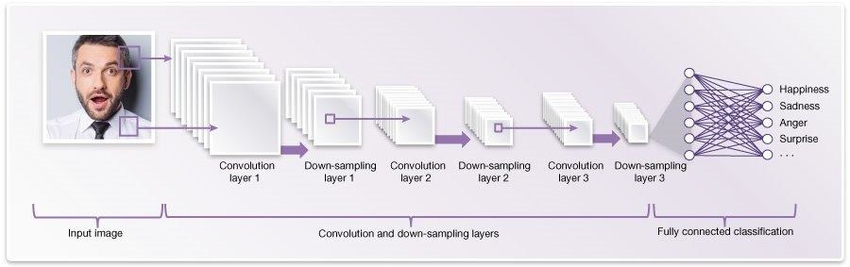 Happiness
Sadness
Anger
Surprise
...
Convolution
layer 1
Down-sampling
layer 1
Convolution
layer 2
Down-sampling
layer 2
Convolution
layer 3
Down-sampling
layer 3
Input image
Convolution and down-sampling layers
Fully connected classification